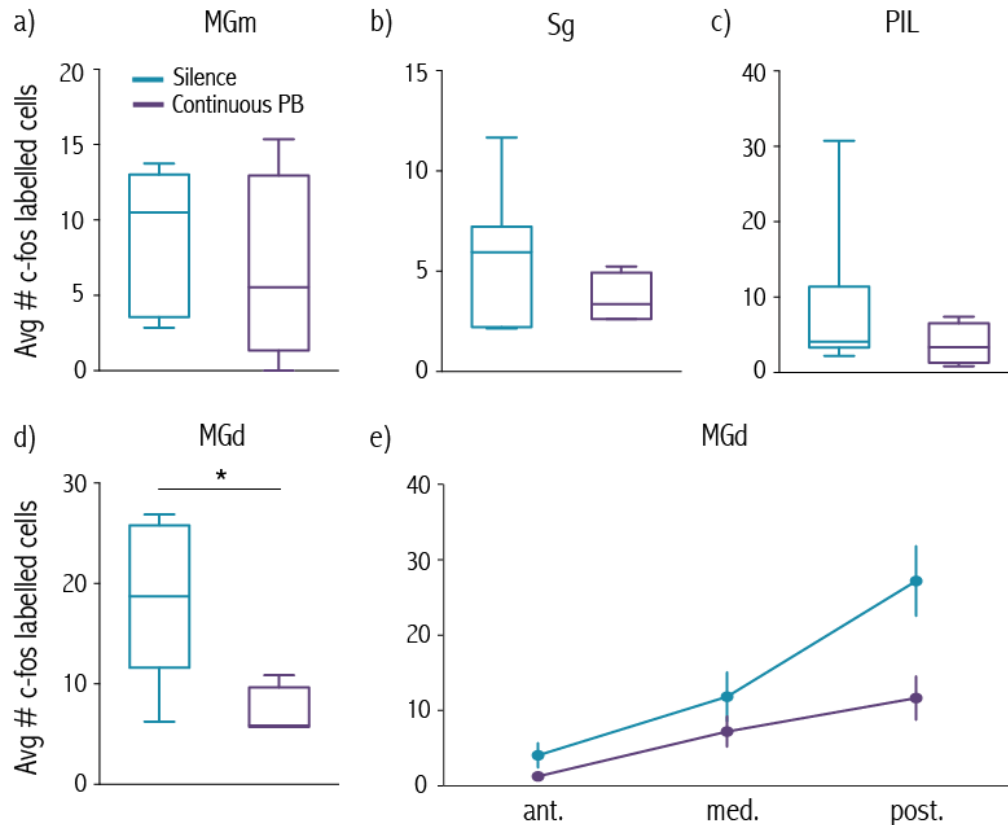 a) MGm
b) Sg
c) PIL
Avg # c-fos labelled cells
20
15
10
5
0
Silence
Continuous PB
15
10
5
0
40
30
20
10
0
d) MGd
e) MGd
Avg # c-fos labelled cells
30
20
10
0
*
40
30
20
10
0
ant. med. post.